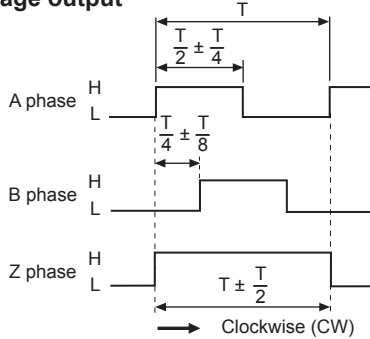 age output
T
T/2 ± T/4
H
A phase
L
T/4 ± T/8
H
B phase
L
H
Z phase
L
T ± T/2
Clockwise (CW)